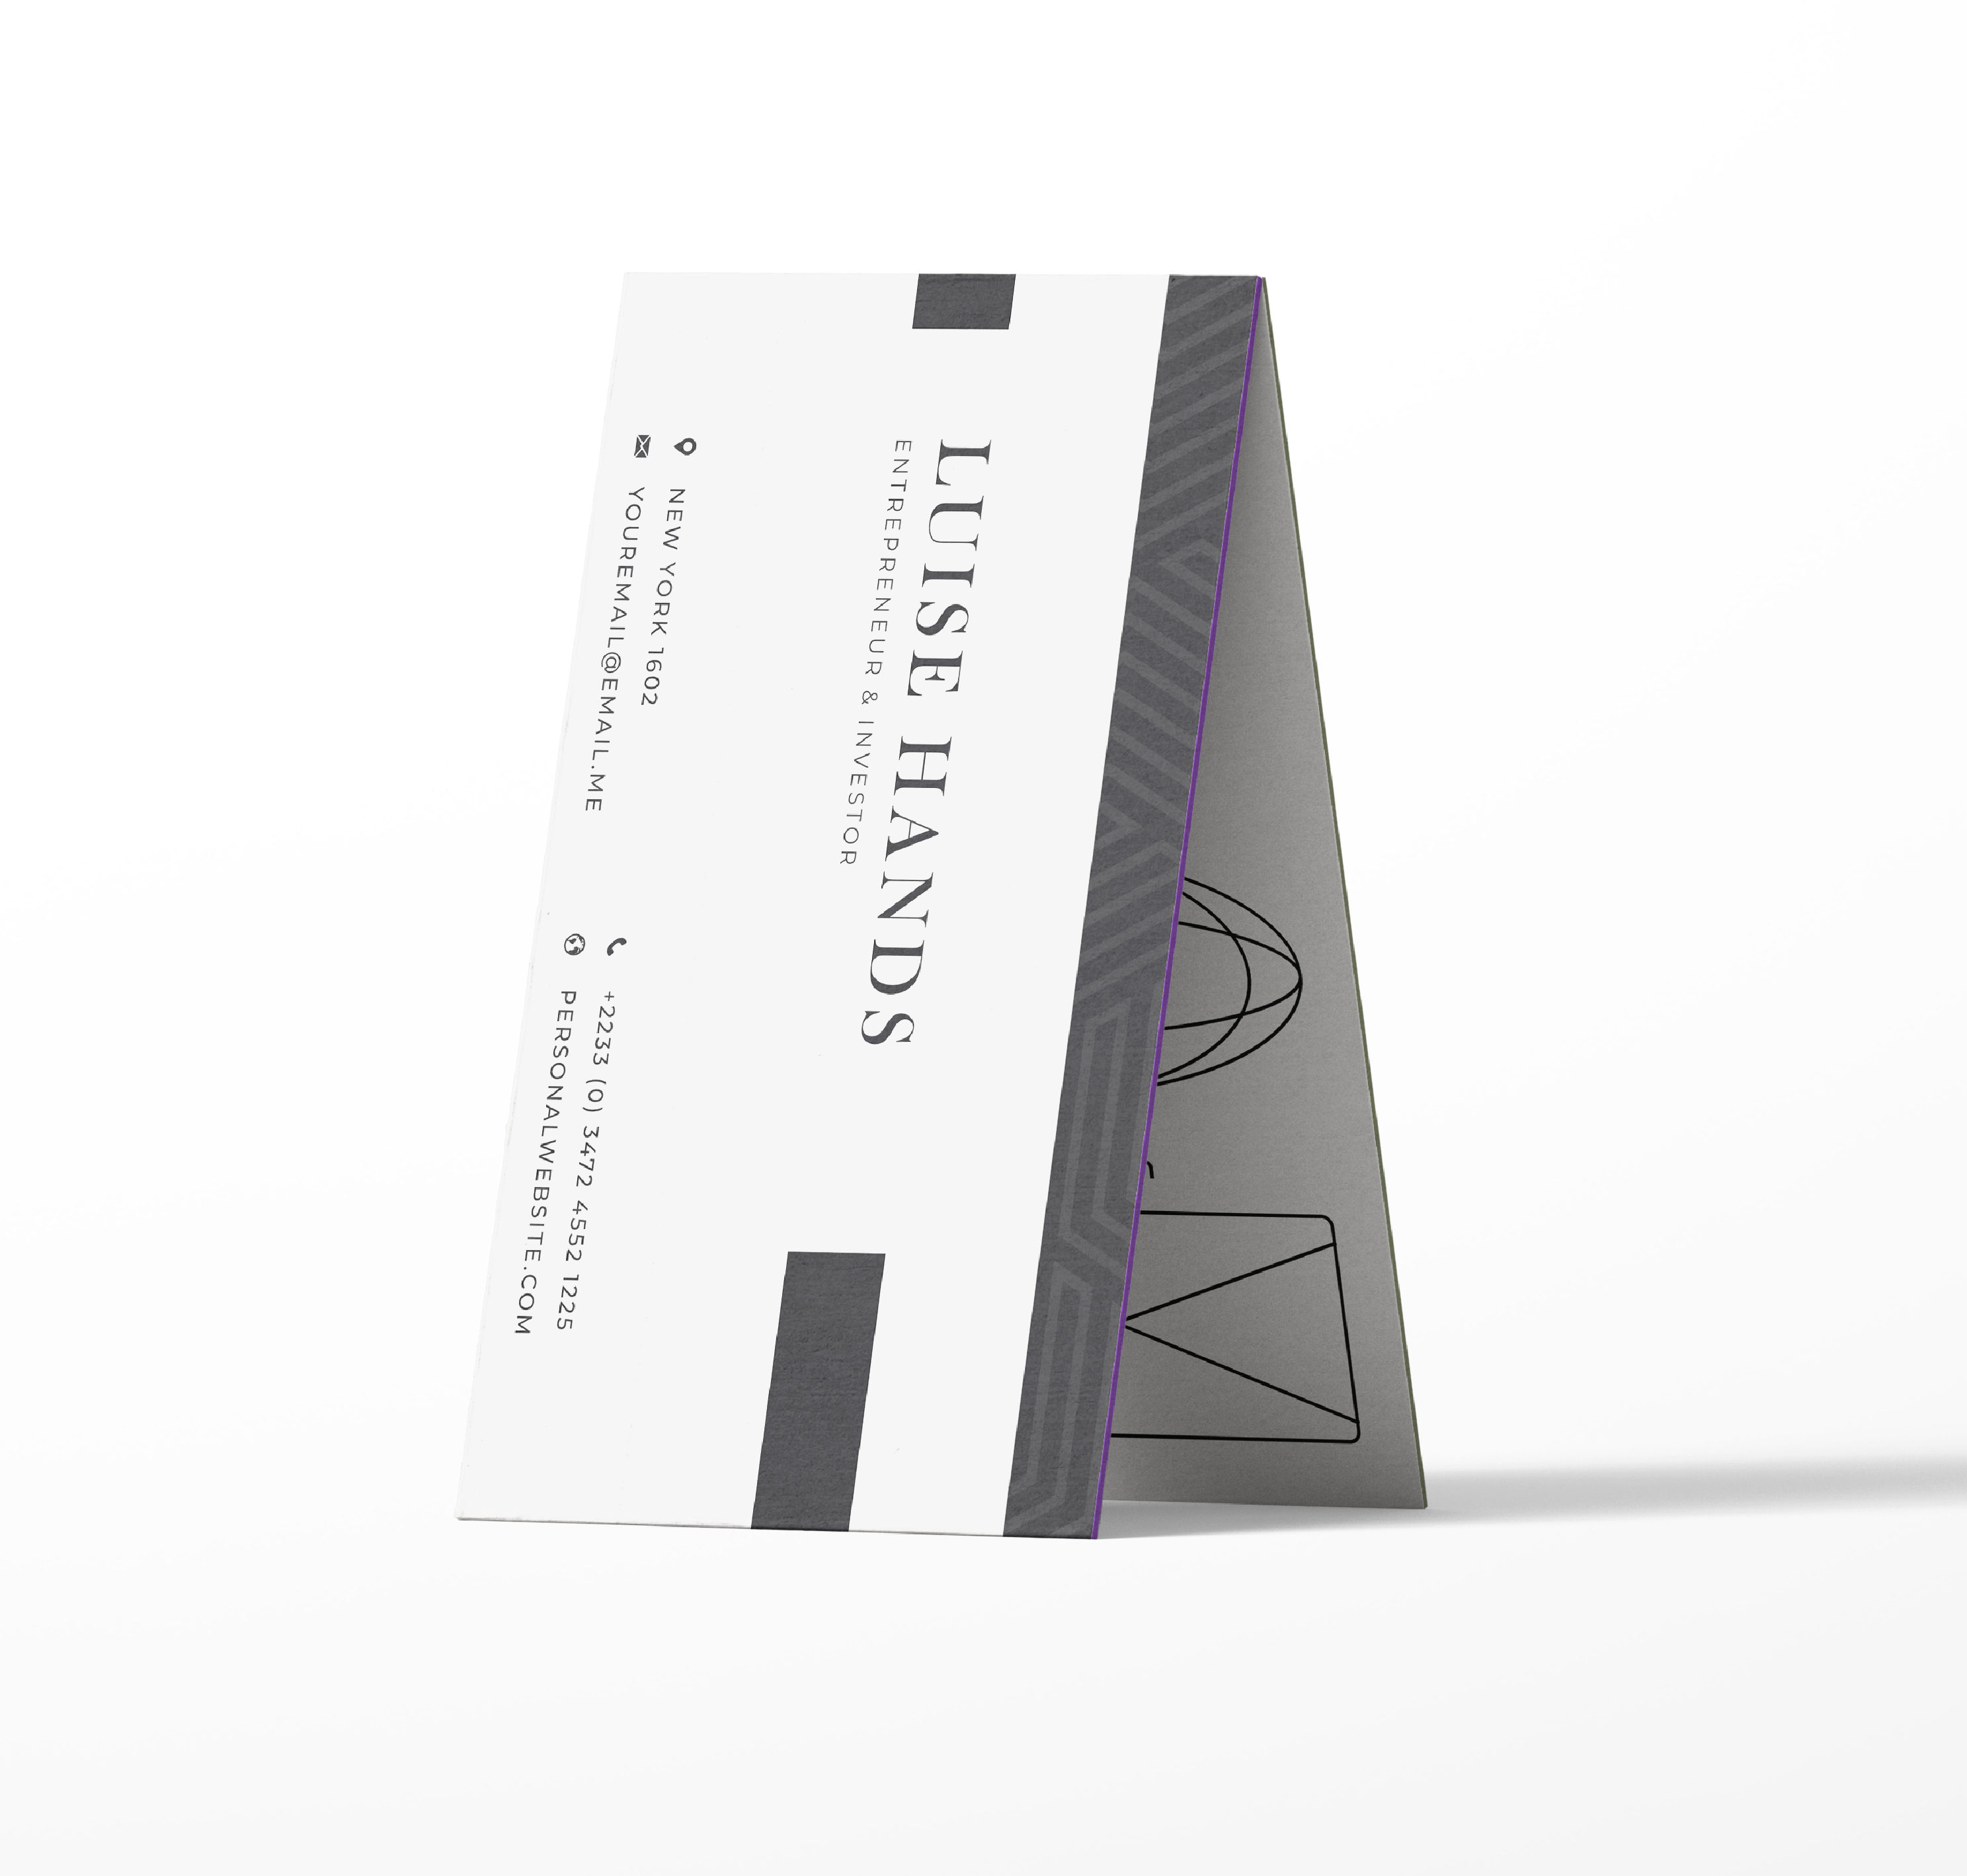 LUISE HANDS
ENTREPRENEUR & INVESTOR
NEW YORK 1602
YOUREMAIL@EMAIL.ME
+2233 (0) 3472 4552 1225
PERSONALWEBSITE.COM